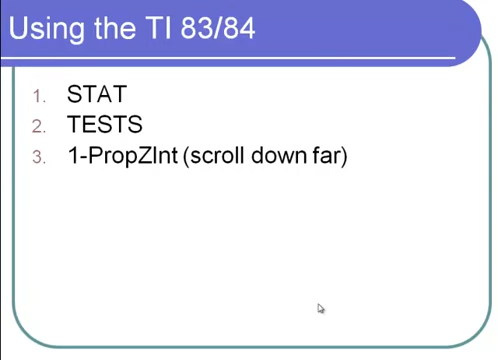 Using the TI 83/84
1. STAT
2. TESTS
3. 1-PropZInt (scroll down far)